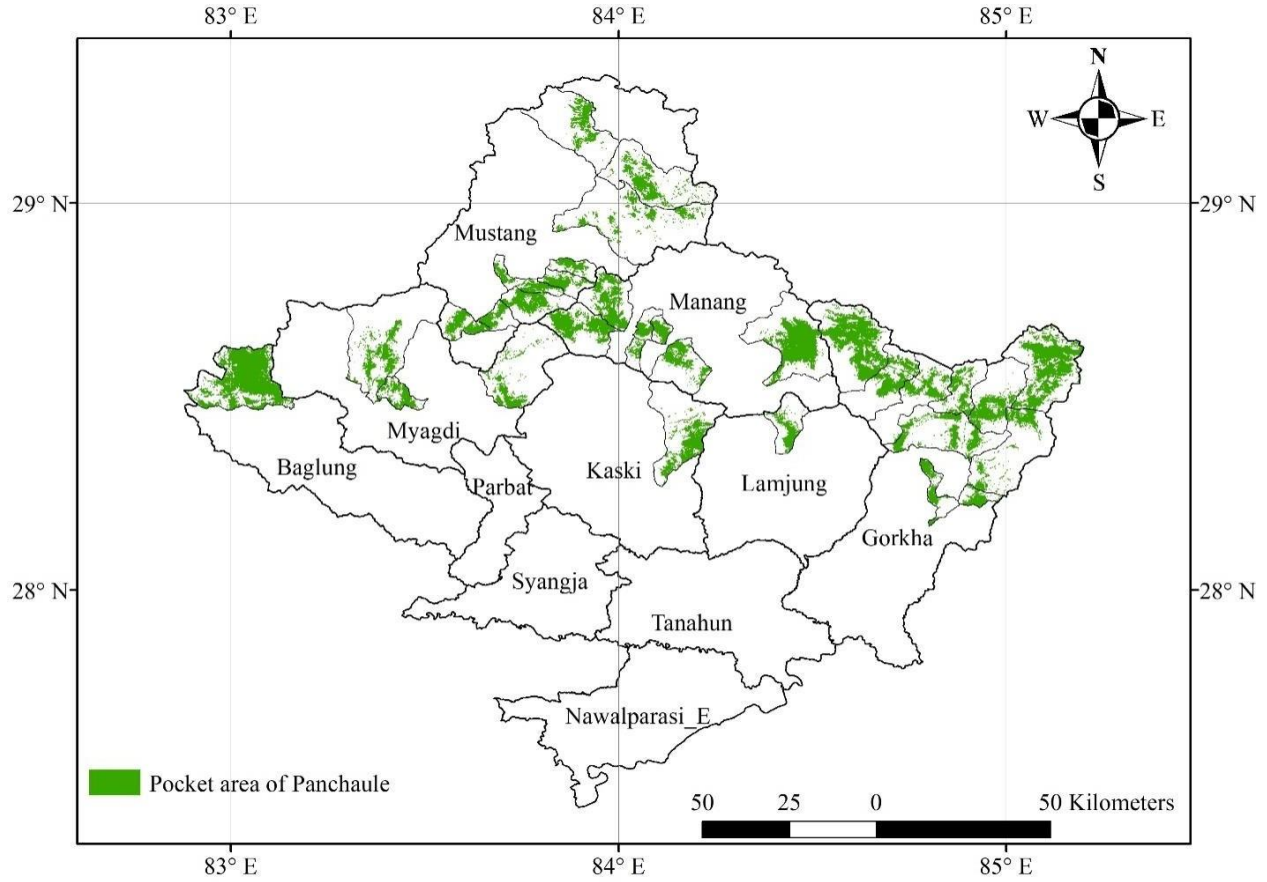 83° E 84° E 85° E
N
W E
S
29° N 29° N
Mustang
Manang
Myagdi
Baglung
Parbat
Kaski
Lamjung
Gorkha
Syangja
28° N 28° N
Tanahun
Nawalparasi_E
Pocket area of Panchaule
50 25 0 50 Kilometers
83° E 84° E 85° E